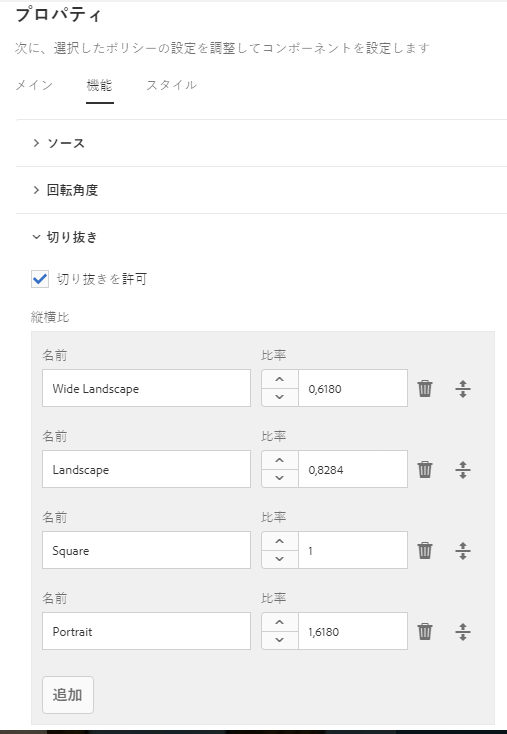 プロパティ
次に、選択したポリシーの設定を調整してコンポーネントを設定します
メイン 機能 スタイル
ソース
回転角度
切り抜き
切り抜きを許可
縦横比
名前 比率
Wide Landscape 0,6180
名前 比率
Landscape 0,8284
名前 比率
Square 1
名前 比率
Portrait 1,6180
追加